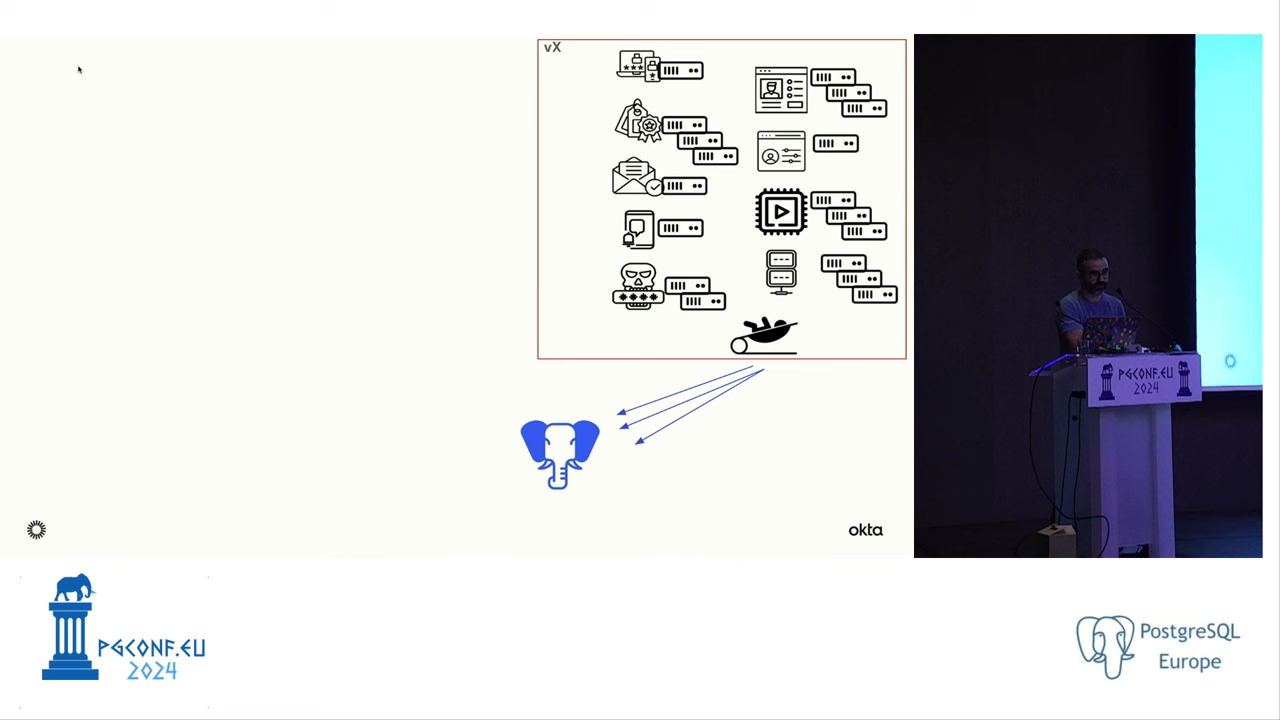 vX
okta
PGCONF.EU
2024
PGCONF.EU
2024
PostgreSQL
Europe